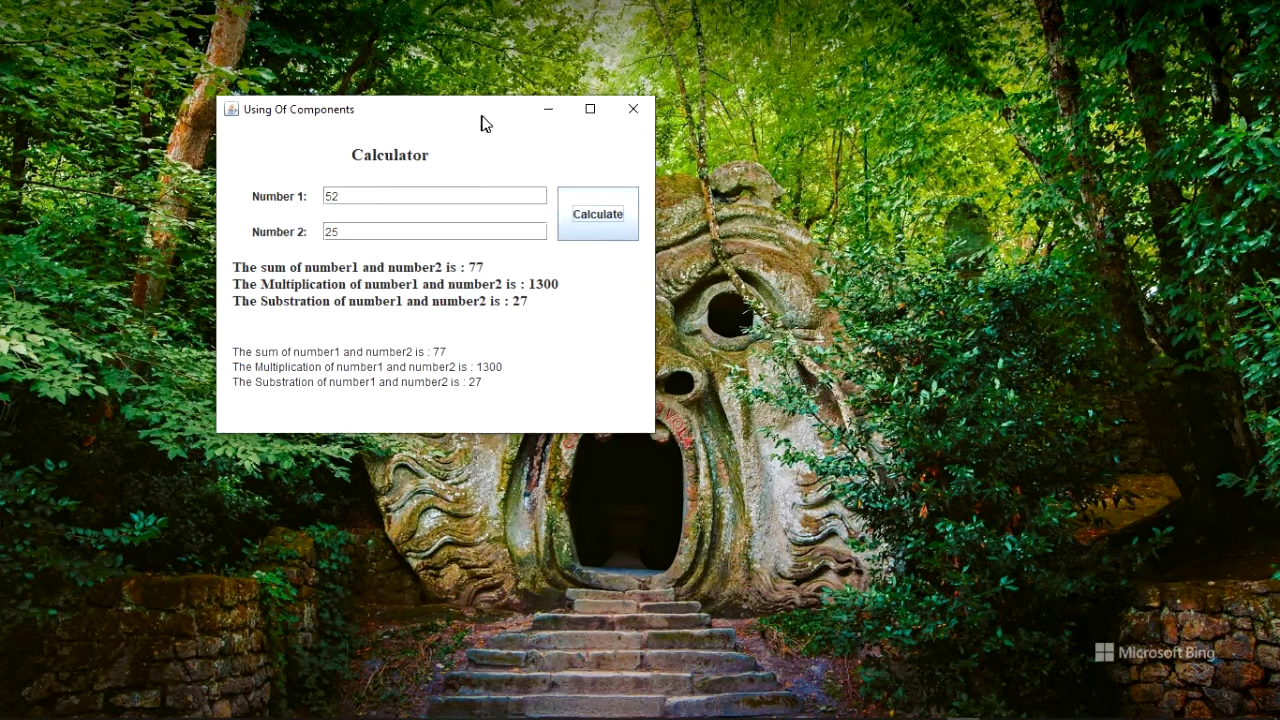 Using Of Components
Calculator
Number 1: 52
Calculate
Number 2: 25
The sum of number1 and number2 is : 77
The Multiplication of number1 and number2 is : 1300
The Substration of number1 and number2 is : 27
The sum of number1 and number2 is : 77
The Multiplication of number1 and number2 is : 1300
The Substration of number1 and number2 is : 27
Microsoft Bing